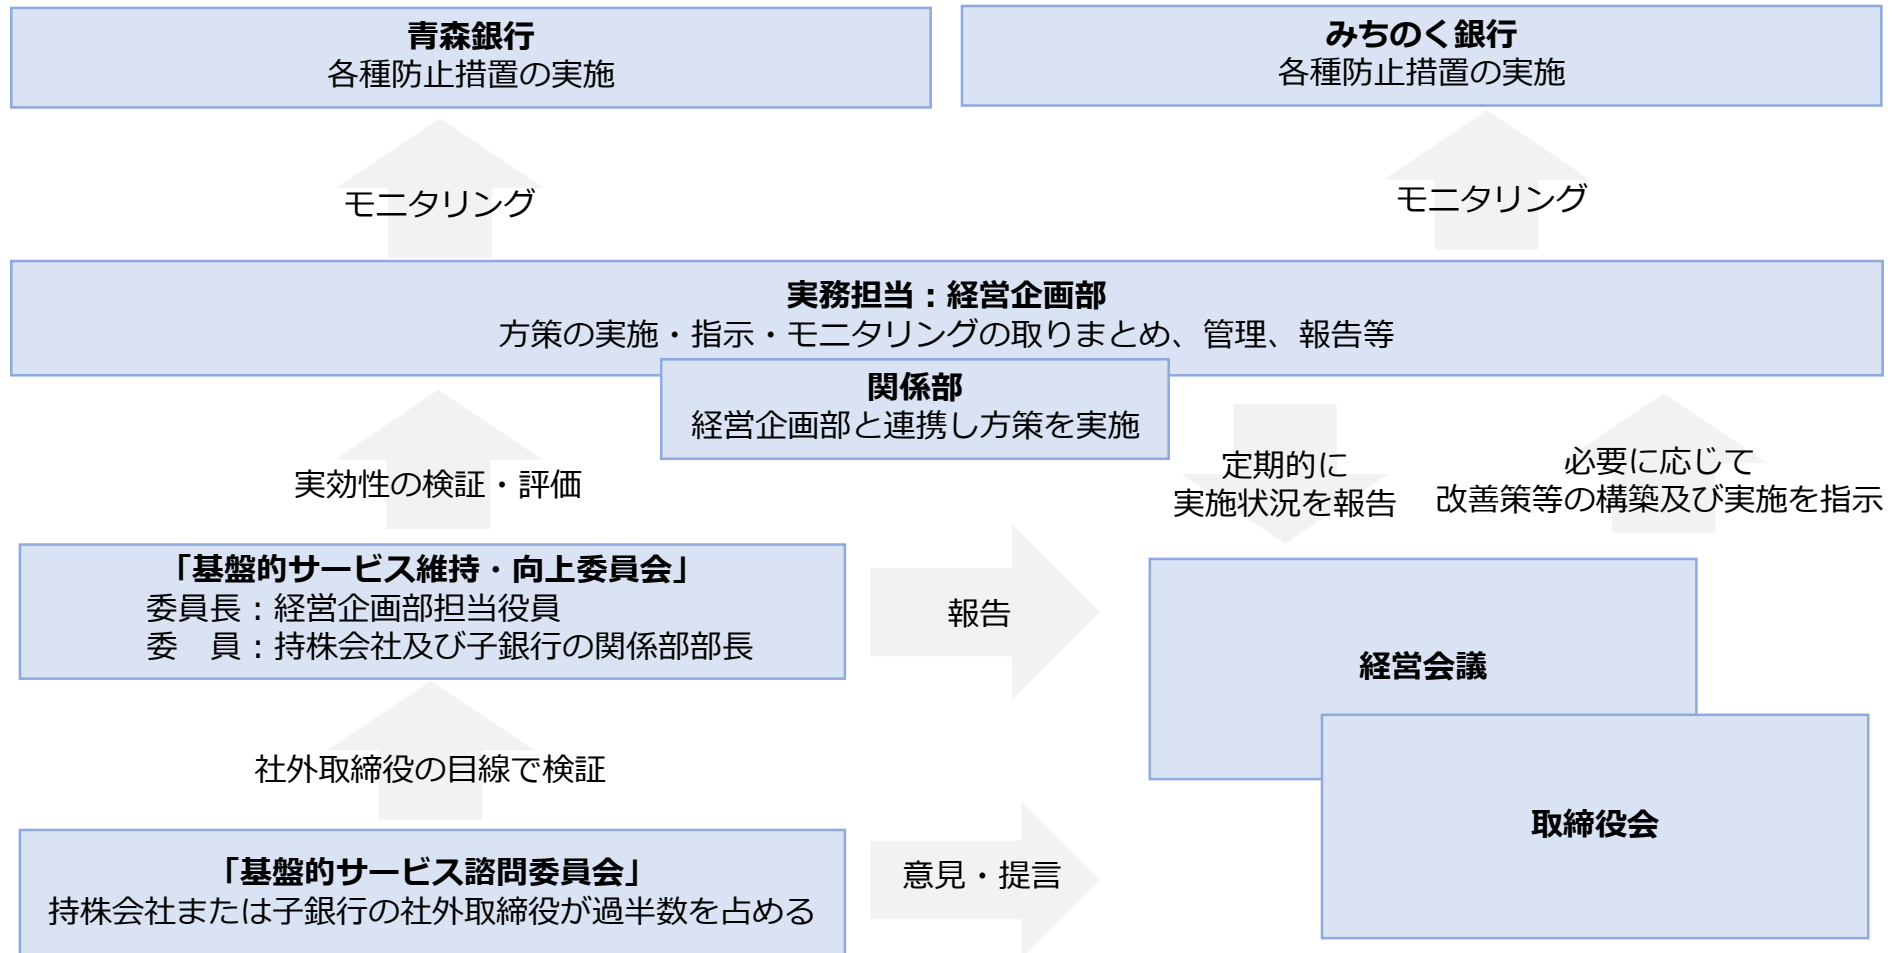 青森銀行
各種防止措置の実施
みちのく銀行
各種防止措置の実施
モニタリング
モニタリング
実務担当：経営企画部
方策の実施・指示・モニタリングの取りまとめ、管理、報告等
関係部
経営企画部と連携し方策を実施
実効性の検証・評価
定期的に
実施状況を報告
必要に応じて
改善策等の構築及び実施を指示
「基盤的サービス維持・向上委員会」
委員長：経営企画部担当役員
委　員：持株会社及び子銀行の関係部部長
報告
経営会議
社外取締役の目線で検証
取締役会
「基盤的サービス諮問委員会」
持株会社または子銀行の社外取締役が過半数を占める
意見・提言